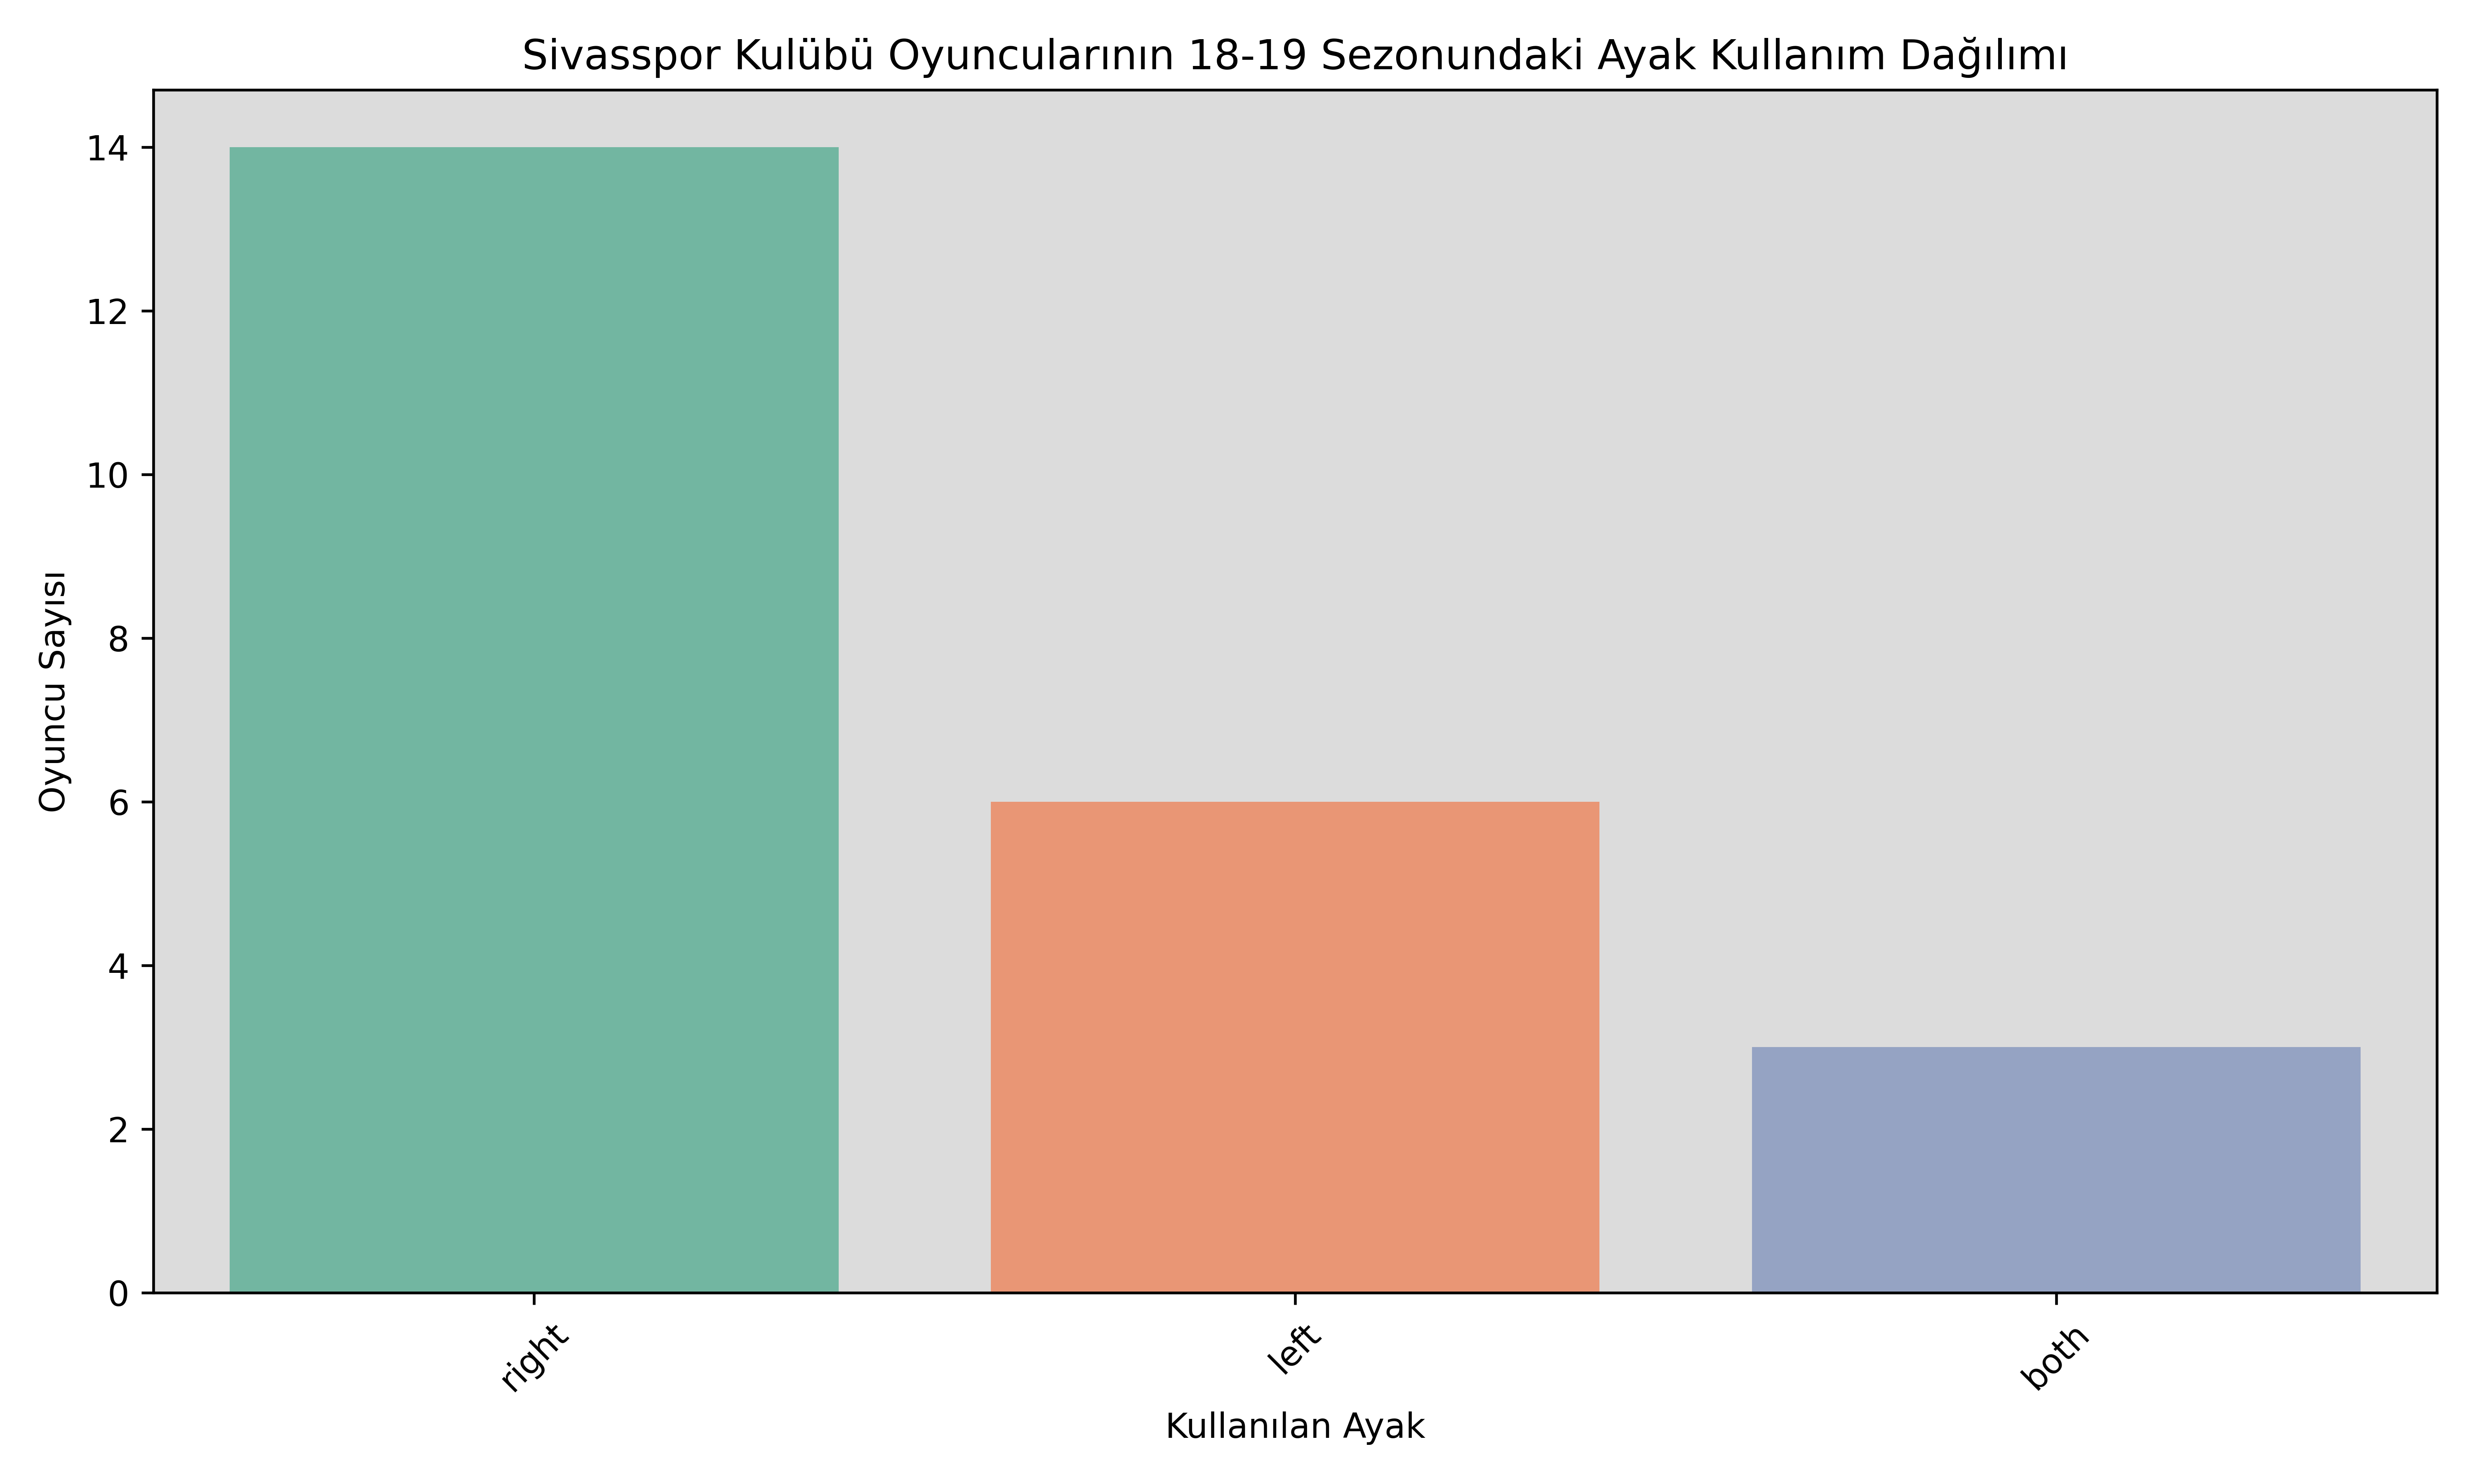 Sivasspor Kulübü Oyuncularının 18-19 Sezonundaki Ayak Kullanım Dağılımı
Oyuncu Sayısı
14
12
10
8
6
4
2
0
right
left
both
Kullanılan Ayak